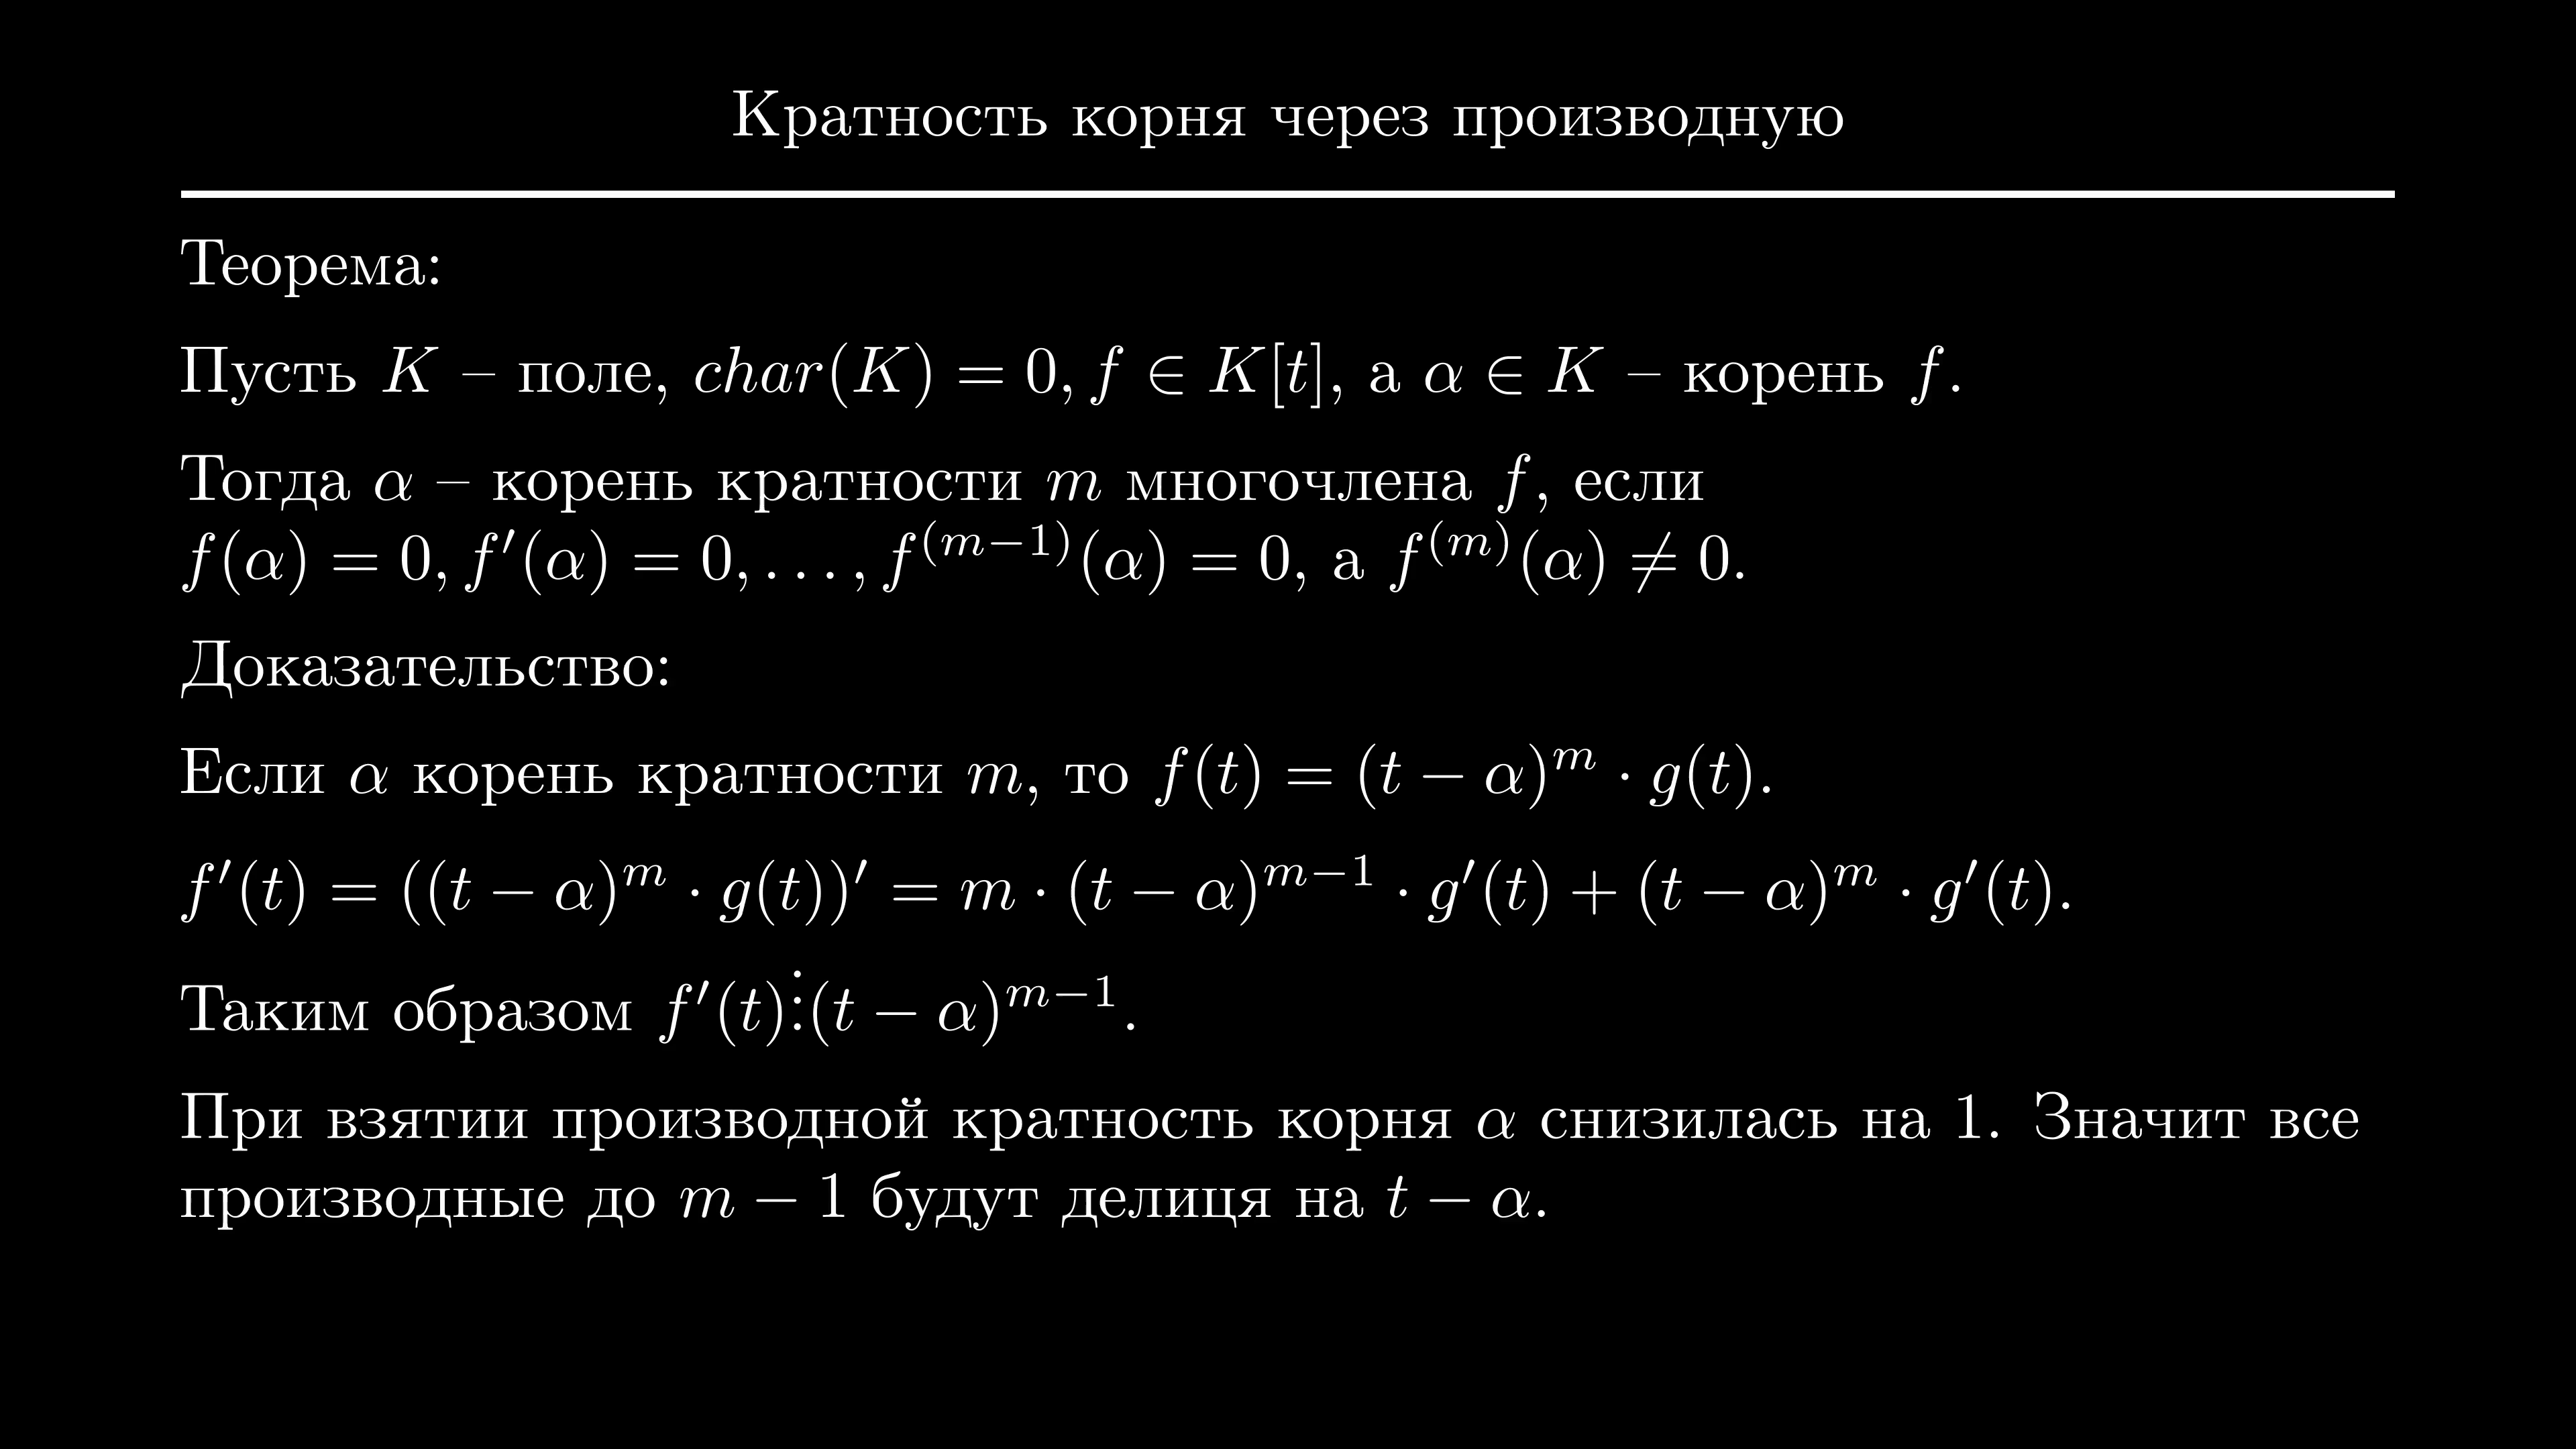 Кратность корня через производную
Теорема:
Пусть K – поле, char(K) = 0, f ∈ K[t], а α ∈ K – корень f.
Тогда α – корень кратности m многочлена f, если
f(α) = 0, f′(α) = 0, . . . , f^(m−1)(α) = 0, а f^(m)(α) ≠ 0.
Доказательство:
Если α корень кратности m, то f(t) = (t − α)^m · g(t).
f′(t) = ((t − α)^m · g(t))′ = m · (t − α)^{m−1} · g′(t) + (t − α)^m · g′(t).
Таким образом f′(t)⋮(t − α)^{m−1}.
При взятии производной кратность корня α снизилась на 1. Значит все
производные до m − 1 будут делиця на t − α.